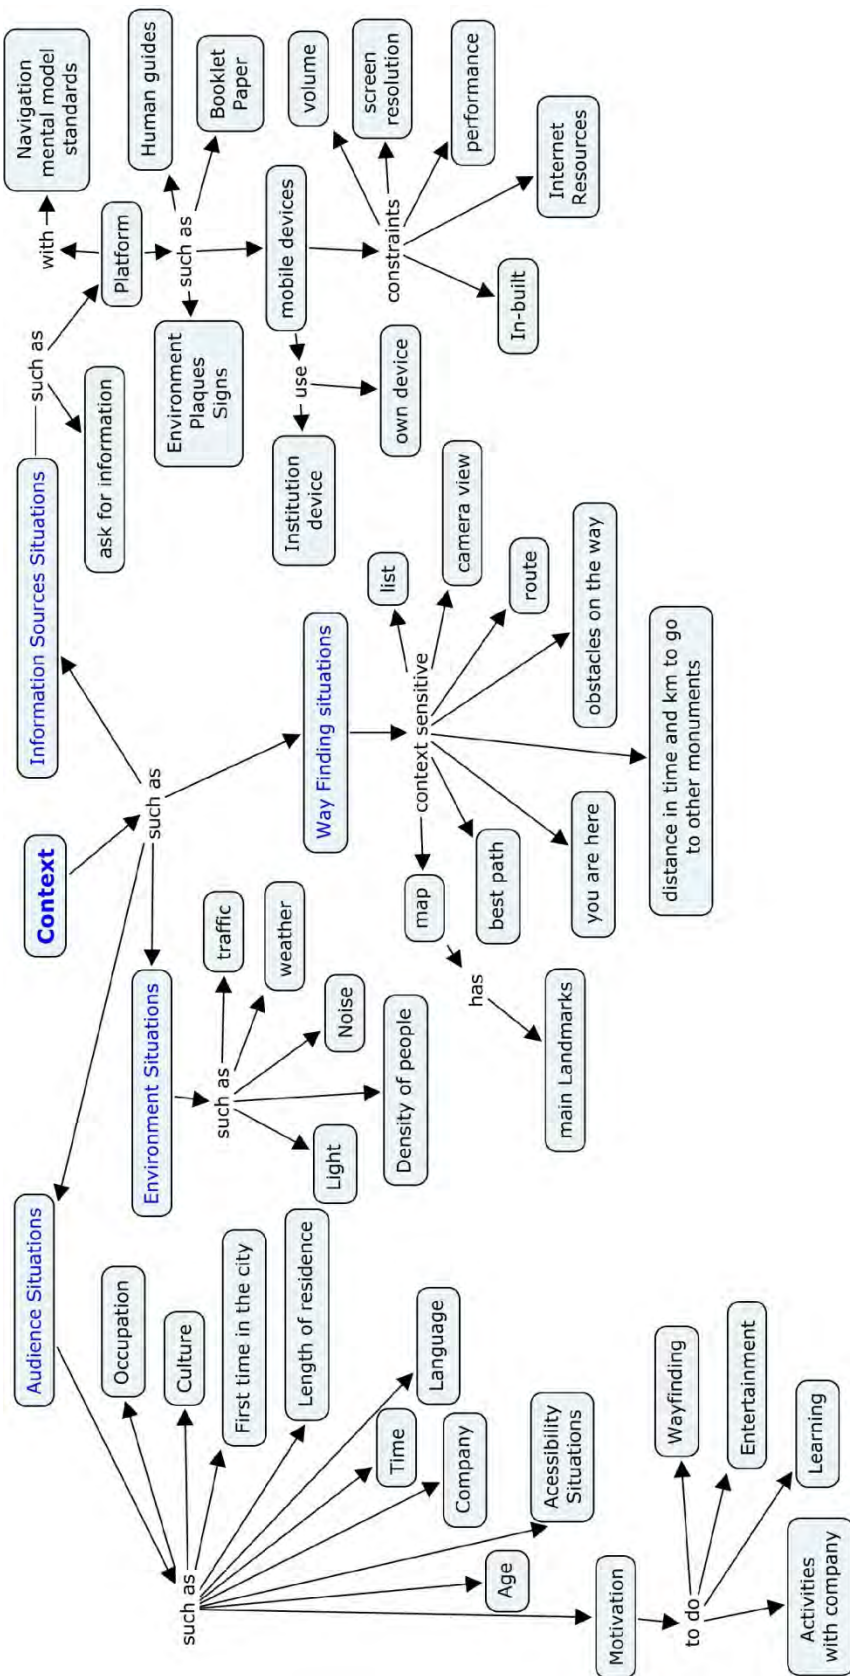 Context
such as
Audience Situations
such as
Occupation
Culture
First time in the city
Length of residence
Language
Time
Company
Acessibility
Situations
Age
Motivation
to do
Wayfinding
Entertainment
Learning
Activities
with company
Environment Situations
such as
traffic
weather
Noise
Density of people
Light
Way Finding situations
context sensitive
list
camera view
route
obstacles on the way
distance in time and km to go
to other monuments
you are here
best path
map
has
main Landmarks
Information Sources Situations
such as
ask for information
Platform
with
Navigation
mental model
standards
such as
Human guides
Booklet
Paper
Environment
Plaques
Signs
mobile devices
use
Institution
device
own device
constraints
volume
screen
resolution
performance
Internet
Resources
In-built